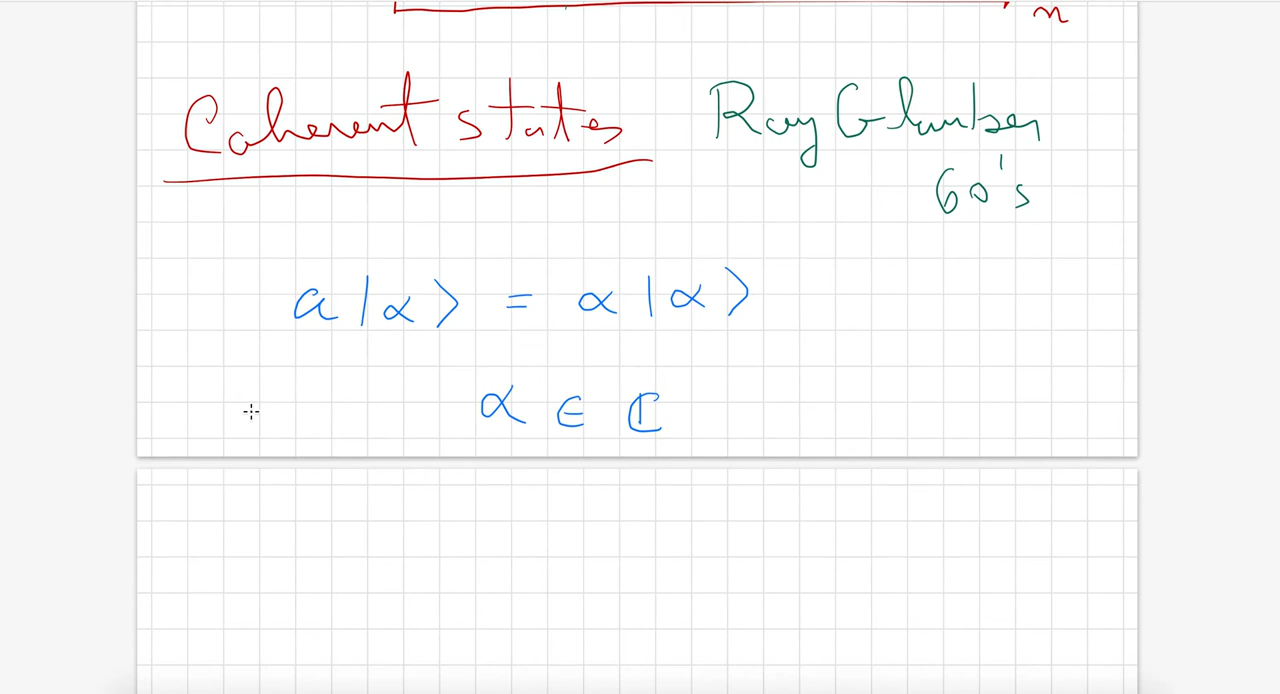 n
Coherent states Roy Glauber
60's
a|α⟩ = α|α⟩
α ∈ ℂ